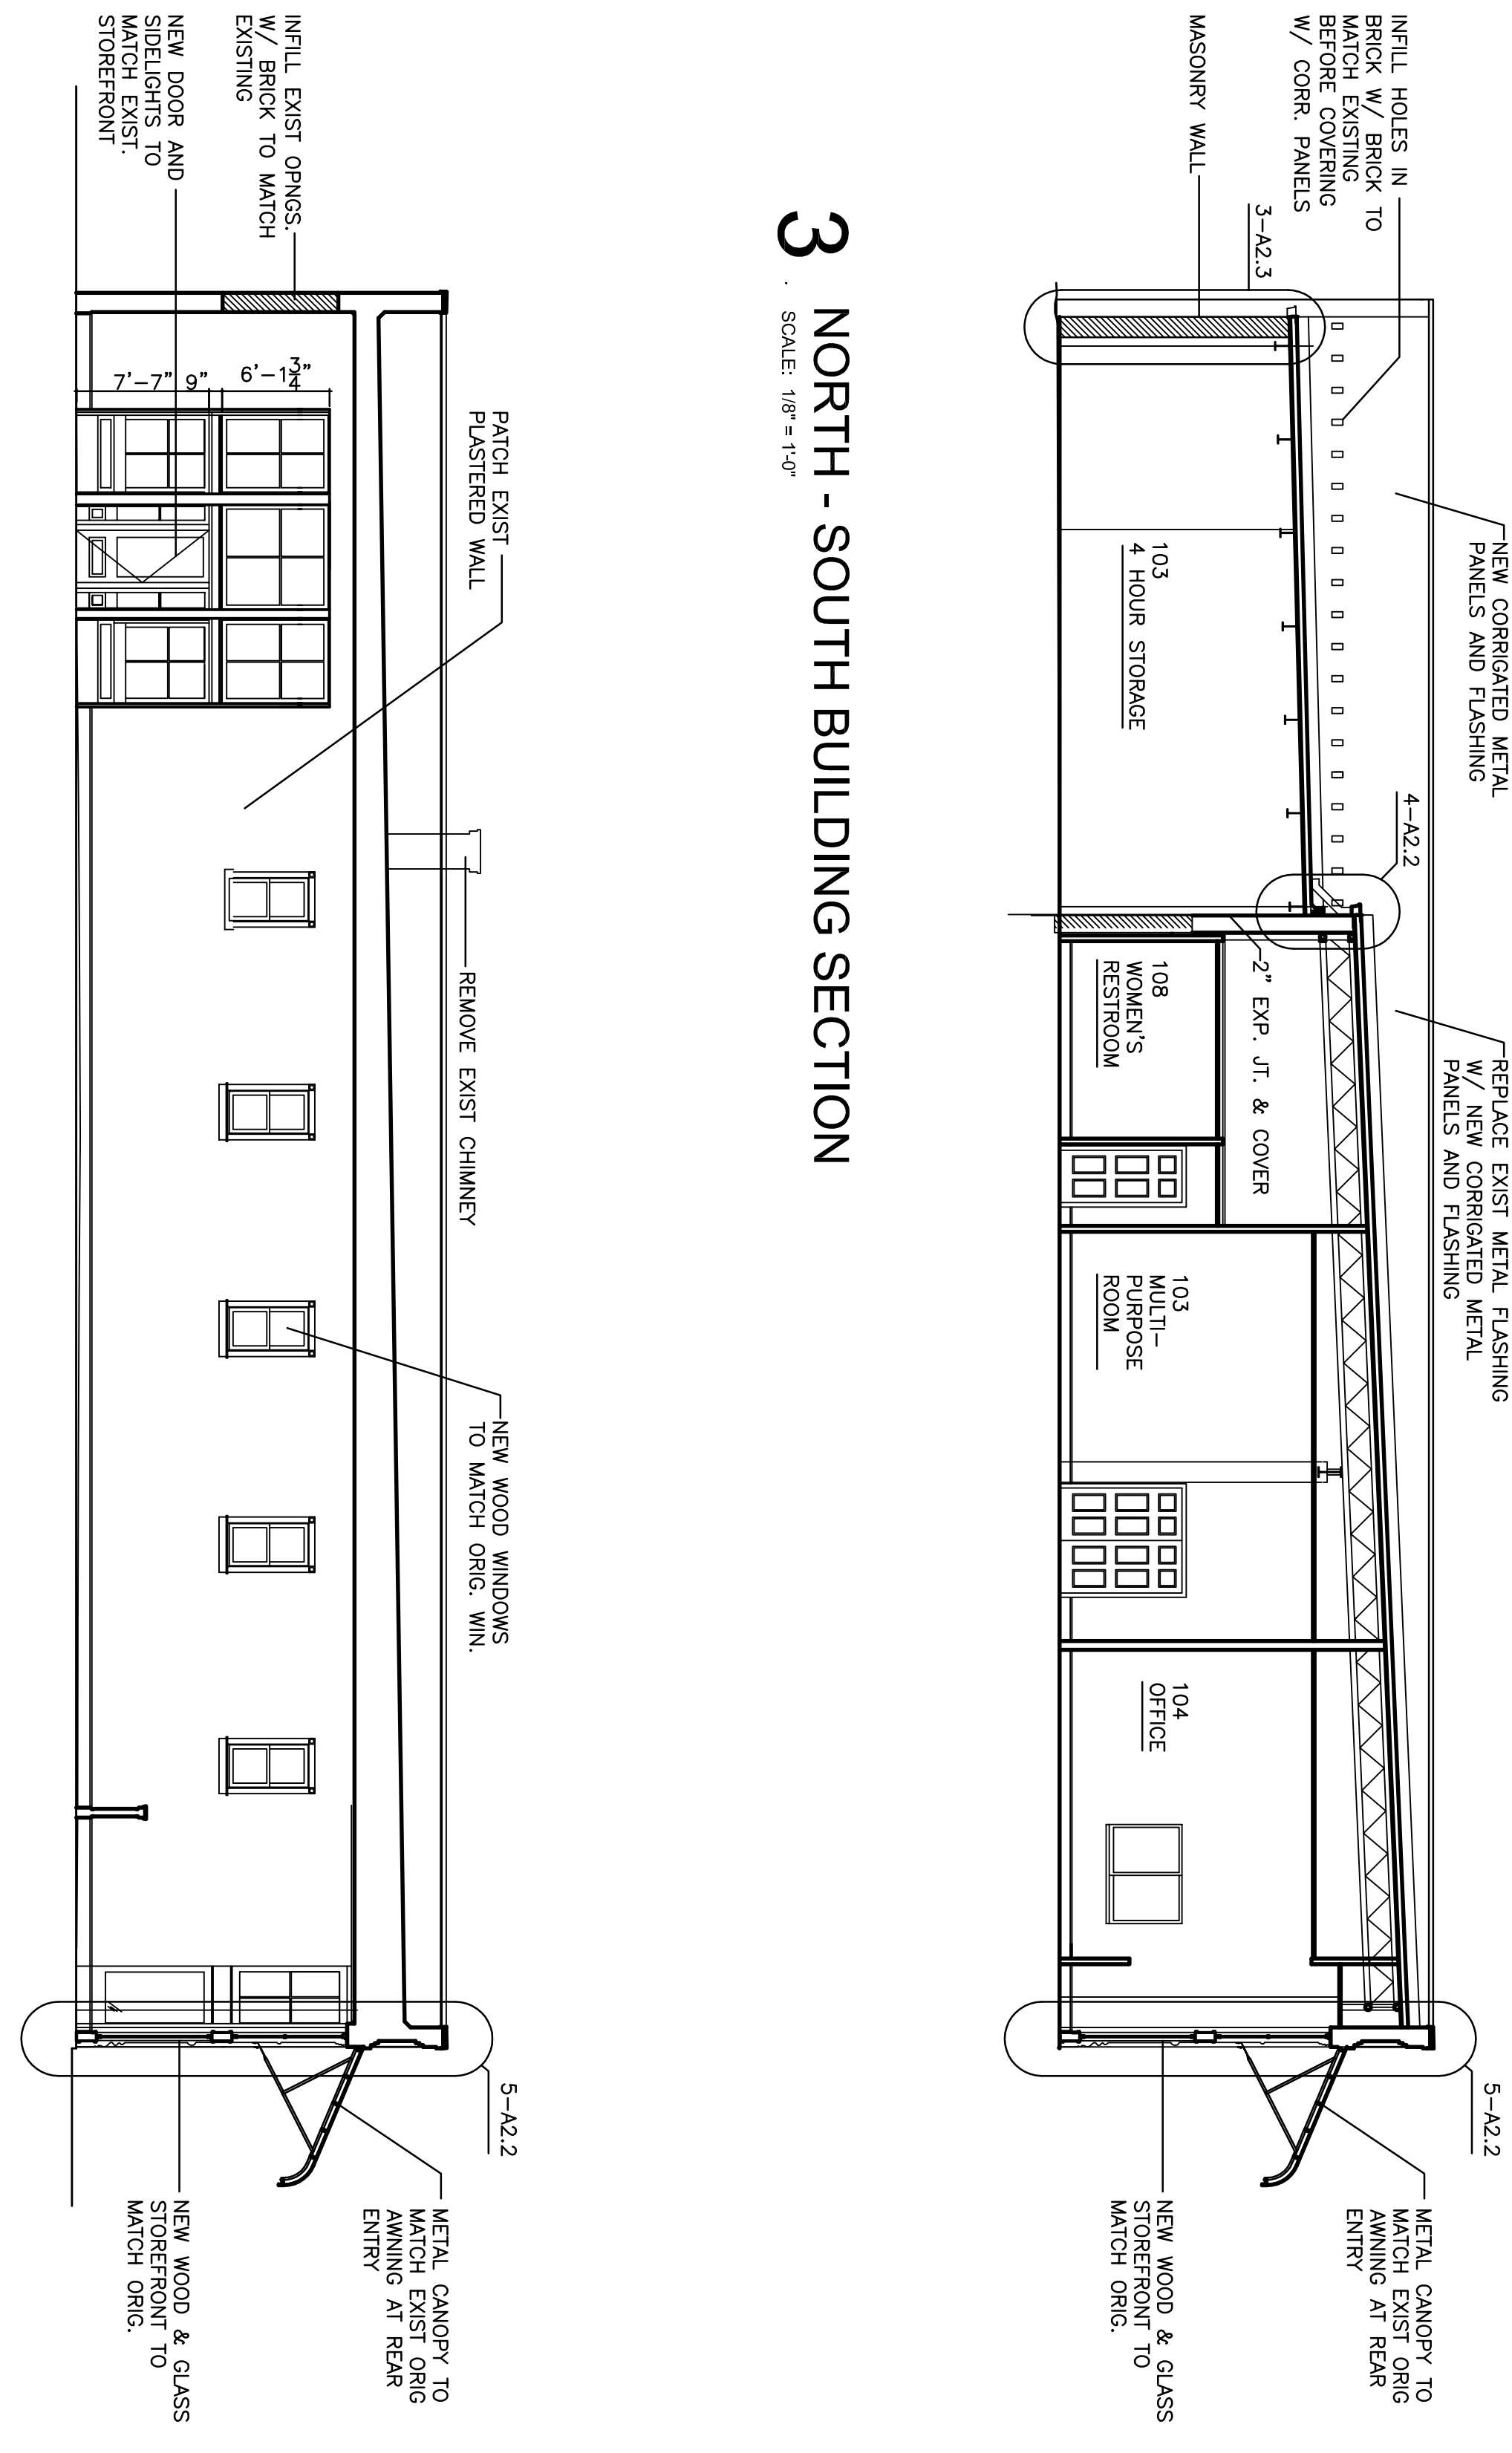 INFILL HOLES IN
BRICK W/ BRICK TO
MATCH EXISTING
BEFORE COVERING
W/ CORR. PANELS
MASONRY WALL
3-A2.3
NEW CORRIGATED METAL
PANELS AND FLASHING
4-A2.2
REPLACE EXIST METAL FLASHING
W/ NEW CORRIGATED METAL
PANELS AND FLASHING
103
4 HOUR STORAGE
2" EXP. JT. & COVER
108
WOMEN'S
RESTROOM
103
MULTI-
PURPOSE
ROOM
104
OFFICE
5-A2.2
METAL CANOPY TO
MATCH EXIST ORIG
AWNING AT REAR
ENTRY
NEW WOOD & GLASS
STOREFRONT TO
MATCH ORIG.
3 NORTH - SOUTH BUILDING SECTION
SCALE: 1/8" = 1'-0"
PATCH EXIST
PLASTERED WALL
REMOVE EXIST CHIMNEY
NEW WOOD WINDOWS
TO MATCH ORIG. WIN.
5-A2.2
INFILL EXIST OPNGS.
W/ BRICK TO MATCH
EXISTING
NEW DOOR AND
SIDELIGHTS TO
MATCH EXIST.
STOREFRONT
6'-1 3/4"
9"
7'-7"
METAL CANOPY TO
MATCH EXIST ORIG
AWNING AT REAR
ENTRY
NEW WOOD & GLASS
STOREFRONT TO
MATCH ORIG.